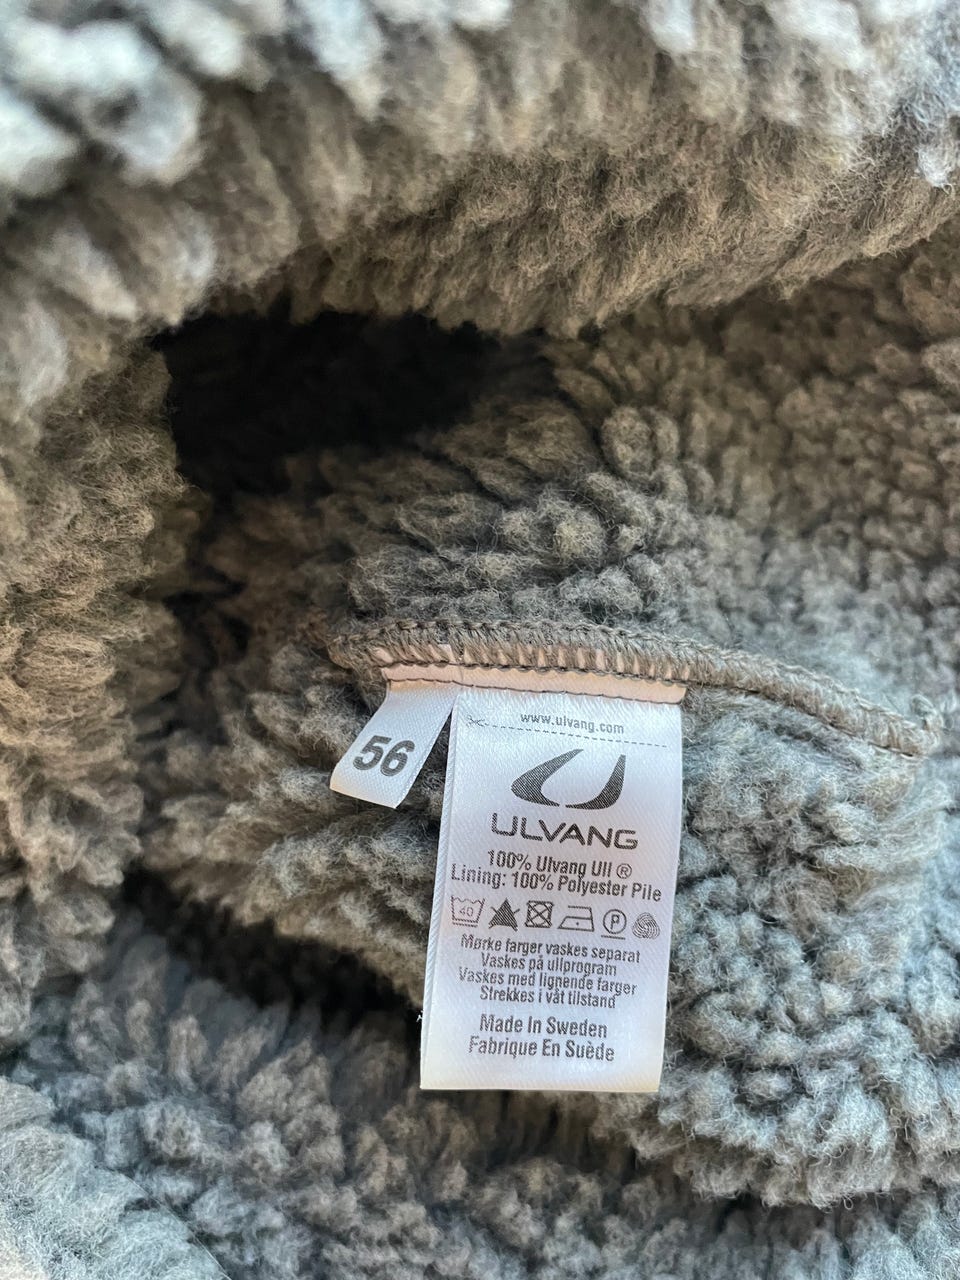 www.ulvang.com
56
ULVANG
100% Ulvang Ull ®
Lining: 100% Polyester Pile
40 P
Mørke farger vaskes separat
Vaskes på ullprogram
Vaskes med lignende farger
Strekkes i våt tilstand
Made In Sweden
Fabrique En Suède